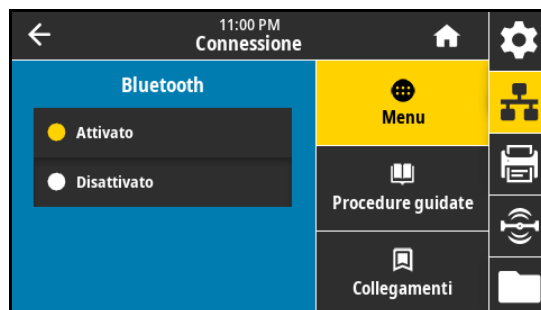 11:00 PM
Connessione
Bluetooth
Attivato
Disattivato
Menu
Procedure guidate
Collegamenti